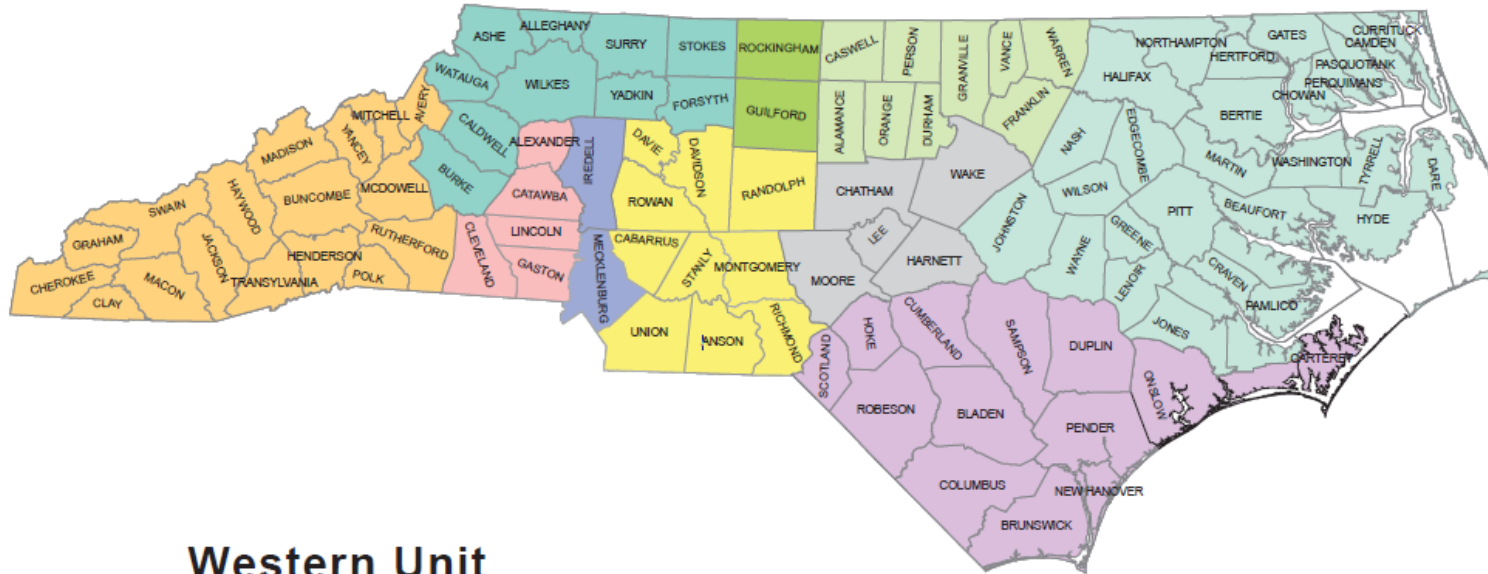 ALLEGHANY
ASHE
SURRY
STOKES
ROCKINGHAM
CASWELL
PERSON
GRANVILLE
VANCE
WARREN
NORTHAMPTON
GATES
CURRITUCK
CAMDEN
HERTFORD
PASQUOTANK
PERQUIMANS
CHOWAN
HALIFAX
BERTIE
WATAUGA
WILKES
YADKIN
FORSYTH
GUILFORD
ALAMANCE
ORANGE
DURHAM
FRANKLIN
NASH
EDGECOMBE
MARTIN
WASHINGTON
TYRRELL
DARE
AVERY
MITCHELL
YANCEY
CALDWELL
ALEXANDER
IREDELL
DAVIE
DAVIDSON
RANDOLPH
CHATHAM
WAKE
WILSON
PITT
BEAUFORT
HYDE
MADISON
BUNCOMBE
MCDOWELL
BURKE
CATAWBA
ROWAN
HAYWOOD
SWAIN
GRAHAM
CHEROKEE
CLAY
MACON
JACKSON
TRANSYLVANIA
HENDERSON
POLK
RUTHERFORD
CLEVELAND
LINCOLN
GASTON
MECKLENBURG
CABARRUS
STANLY
MONTGOMERY
MOORE
LEE
HARNETT
JOHNSTON
WAYNE
GREENE
LENOIR
CRAVEN
PAMLICO
JONES
CARTERET
UNION
ANSON
RICHMOND
SCOTLAND
HOKE
CUMBERLAND
SAMPSON
DUPLIN
ONSLOW
ROBESON
BLADEN
PENDER
COLUMBUS
NEW HANOVER
BRUNSWICK
Western Unit